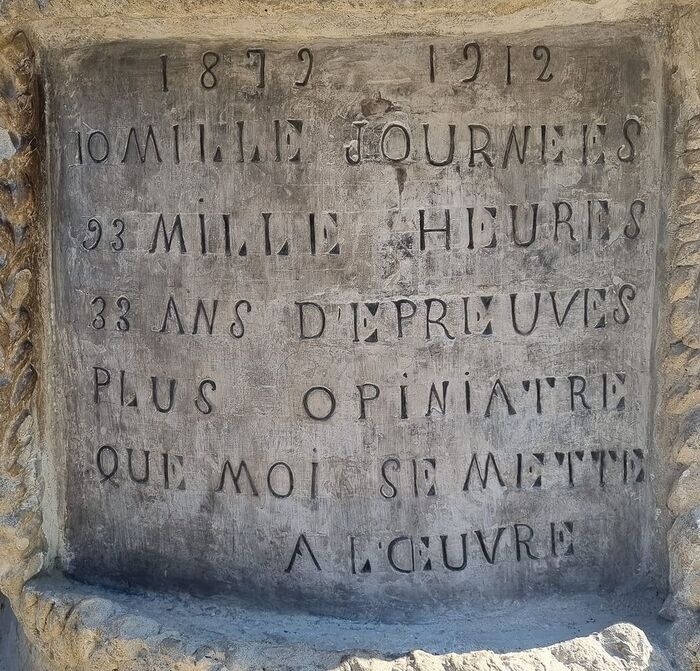 1879 1912
10 MILLE JOURNEES
93 MILLE HEURES
33 ANS D'EPREUVES
PLUS OPINIATRE
QUE MOI SE METTE
A L'ŒUVRE